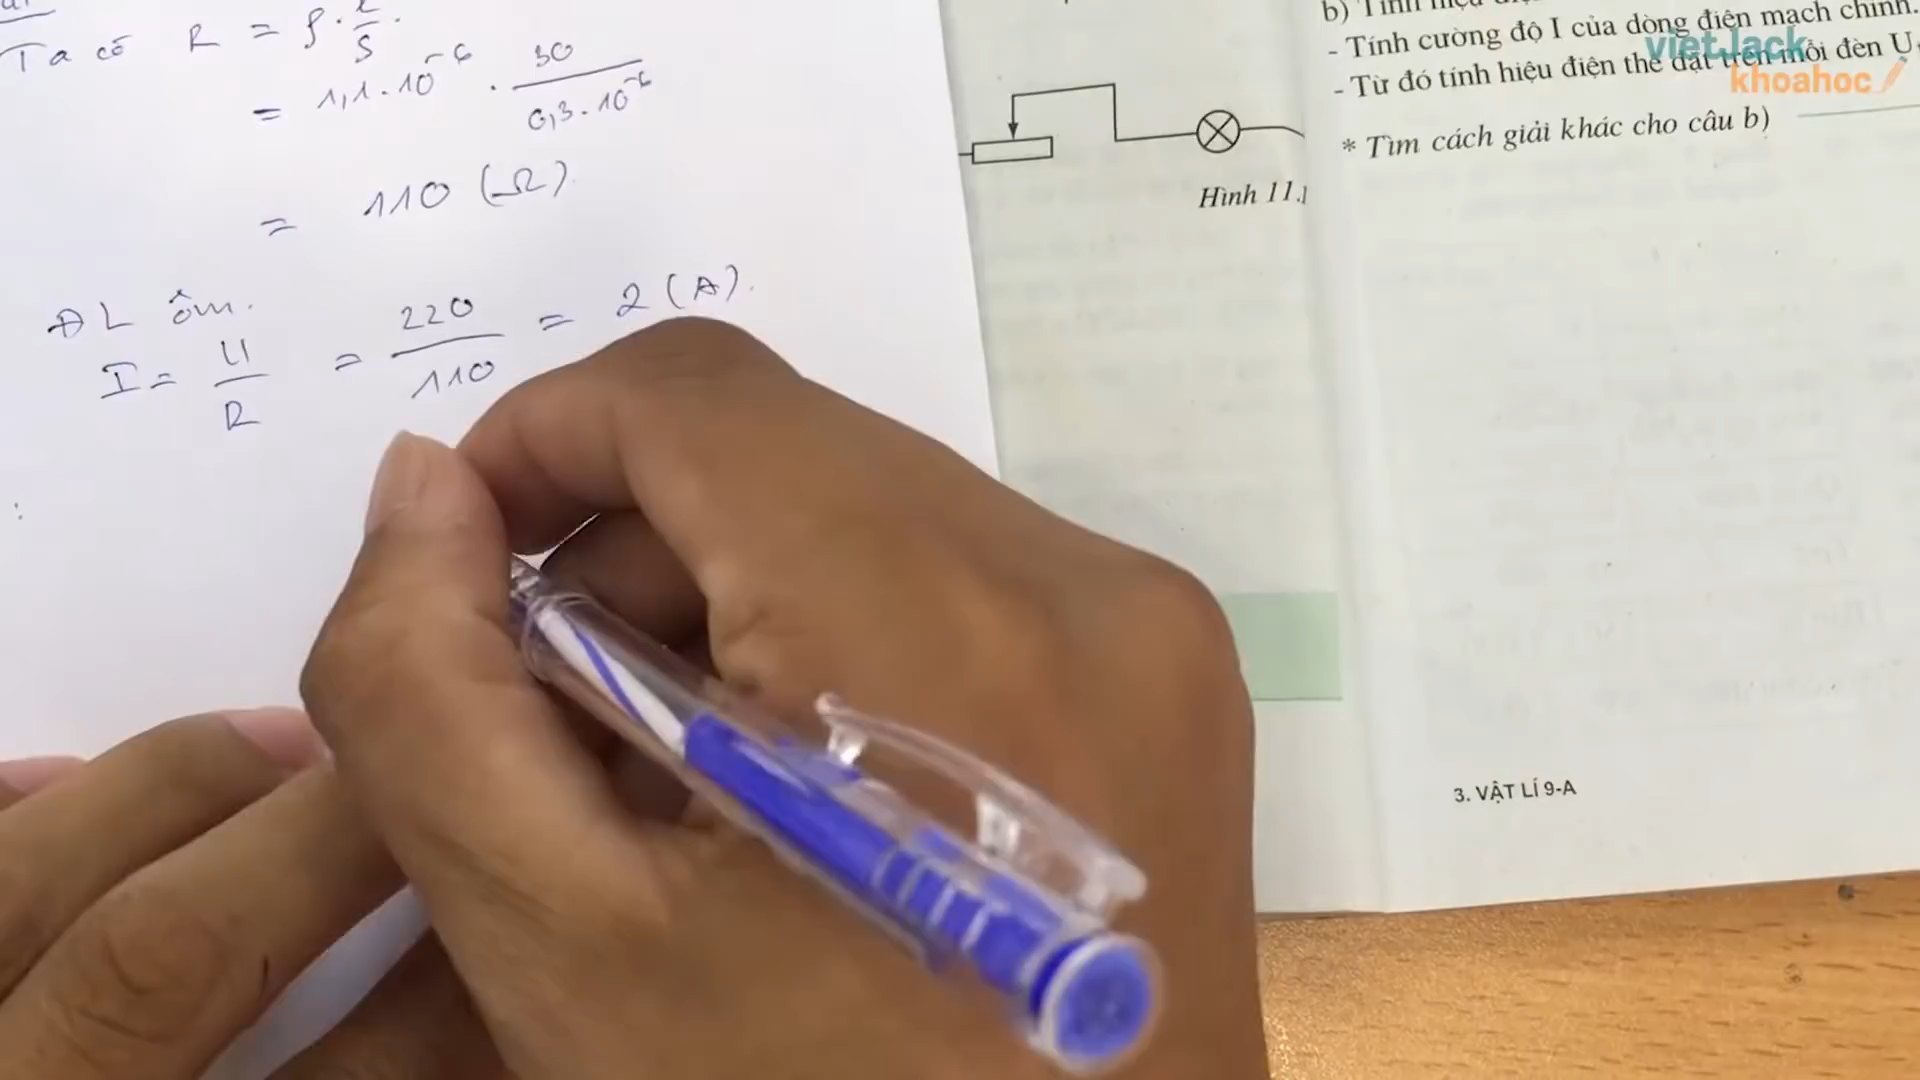 Ta có R = ρ · l/S.
= 1,1 · 10^-6 · 30/(0,3 · 10^-6)
= 110 (Ω).
ĐL ôm.
I = U/R = 220/110 = 2 (A).
:
Hình 11.
b) Tính
- Tính cường độ I của dòng điện mạch chính.
- Từ đó tính hiệu điện thế đặt trên mỗi đèn U
* Tìm cách giải khác cho câu b)
vietJack
khoahoc
3. VẬT LÍ 9-A